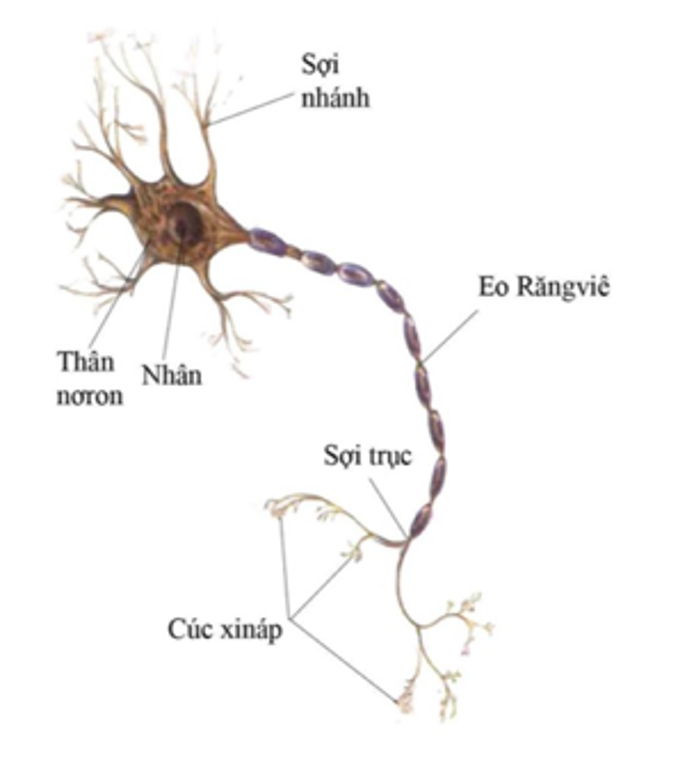 Sợi
nhánh
Eo Răngviê
Thân
nơron
Nhân
Sợi trục
Cúc xináp